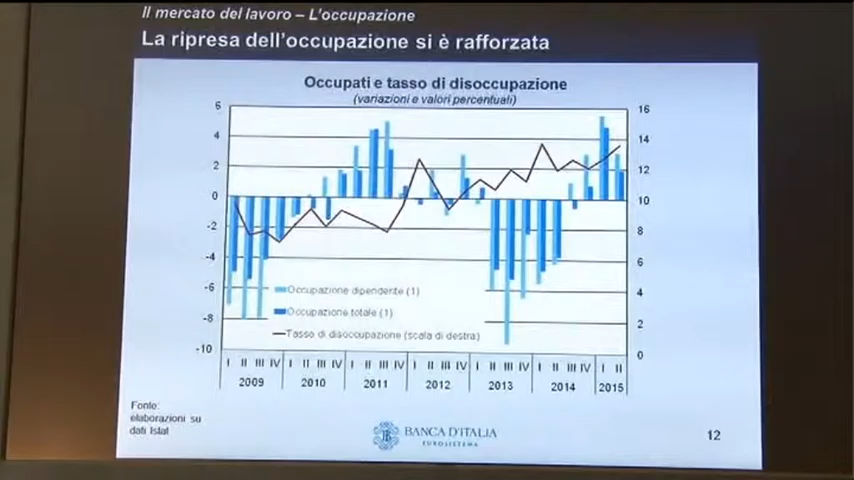 Il mercato del lavoro – L'occupazione
La ripresa dell'occupazione si è rafforzata
Occupati e tasso di disoccupazione
(variazioni e valori percentuali)
6 16
4 14
2 12
0 10
-2 8
-4 6
-6 4
-8 2
-10 0
Occupazione dipendente (1)
Occupazione totale (1)
Tasso di disoccupazione (scala di destra)
I II III IV I II III IV I II III IV I II III IV I II III IV I II III IV I II
2009 2010 2011 2012 2013 2014 2015
Fonte:
elaborazioni su
dati Istat
BANCA D'ITALIA
EUROSISTEMA
12